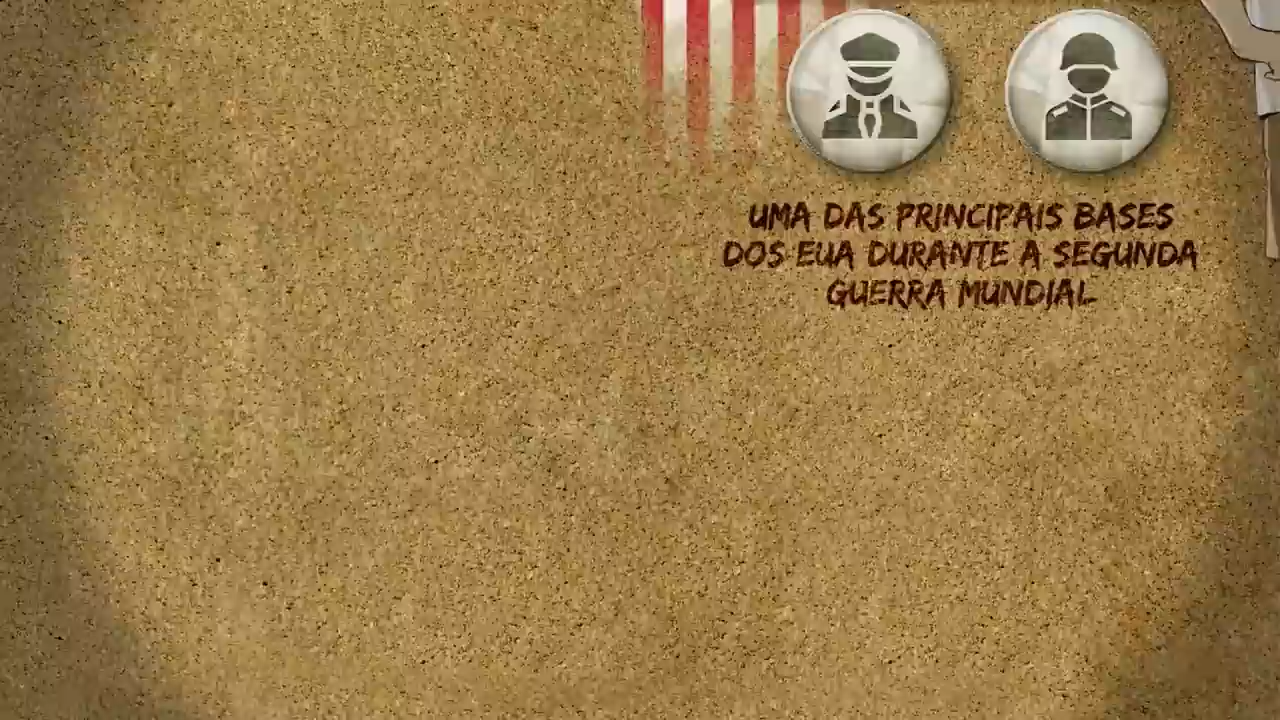 UMA DAS PRINCIPAIS BASES
DOS EUA DURANTE A SEGUNDA
GUERRA MUNDIAL